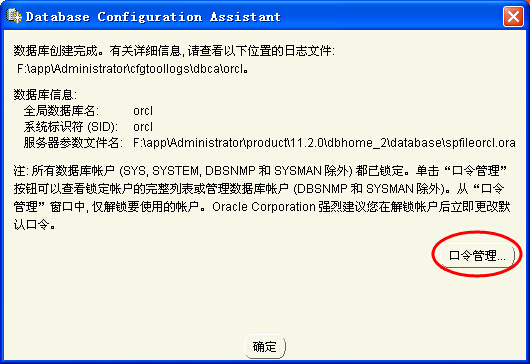 Database Configuration Assistant
数据库创建完成。有关详细信息, 请查看以下位置的日志文件:
F:\app\Administrator\cfgtoollogs\dbca\orcl。
数据库信息:
全局数据库名: orcl
系统标识符 (SID): orcl
服务器参数文件名: F:\app\Administrator\product\11.2.0\dbhome_2\database\spfileorcl.ora
注: 所有数据库帐户 (SYS, SYSTEM, DBSNMP 和 SYSMAN 除外) 都已锁定。单击“口令管理”
按钮可以查看锁定帐户的完整列表或管理数据库帐户 (DBSNMP 和 SYSMAN 除外)。从“口令
管理”窗口中, 仅解锁要使用的帐户。Oracle Corporation 强烈建议您在解锁帐户后立即更改默
认口令。
口令管理...
确定